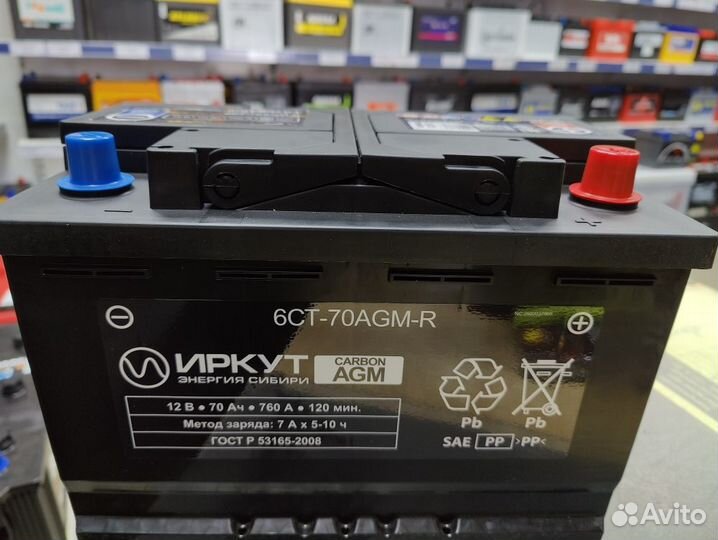 6CT-70AGM-R
ИРКУТ
ЭНЕРГИЯ СИБИРИ
CARBON
AGM
12 В ● 70 Ач ● 760 А ● 120 мин.
Метод заряда: 7 А х 5-10 ч
ГОСТ Р 53165-2008
Pb
Pb
SAE PP >PP<
Avito